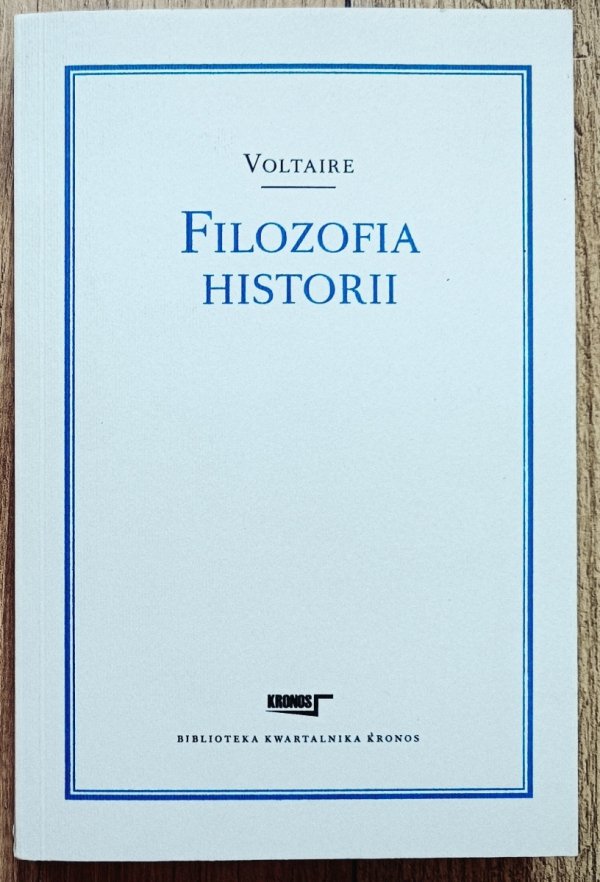 VOLTAIRE
FILOZOFIA
HISTORII
KRONOS
BIBLIOTEKA KWARTALNIKA KRONOS